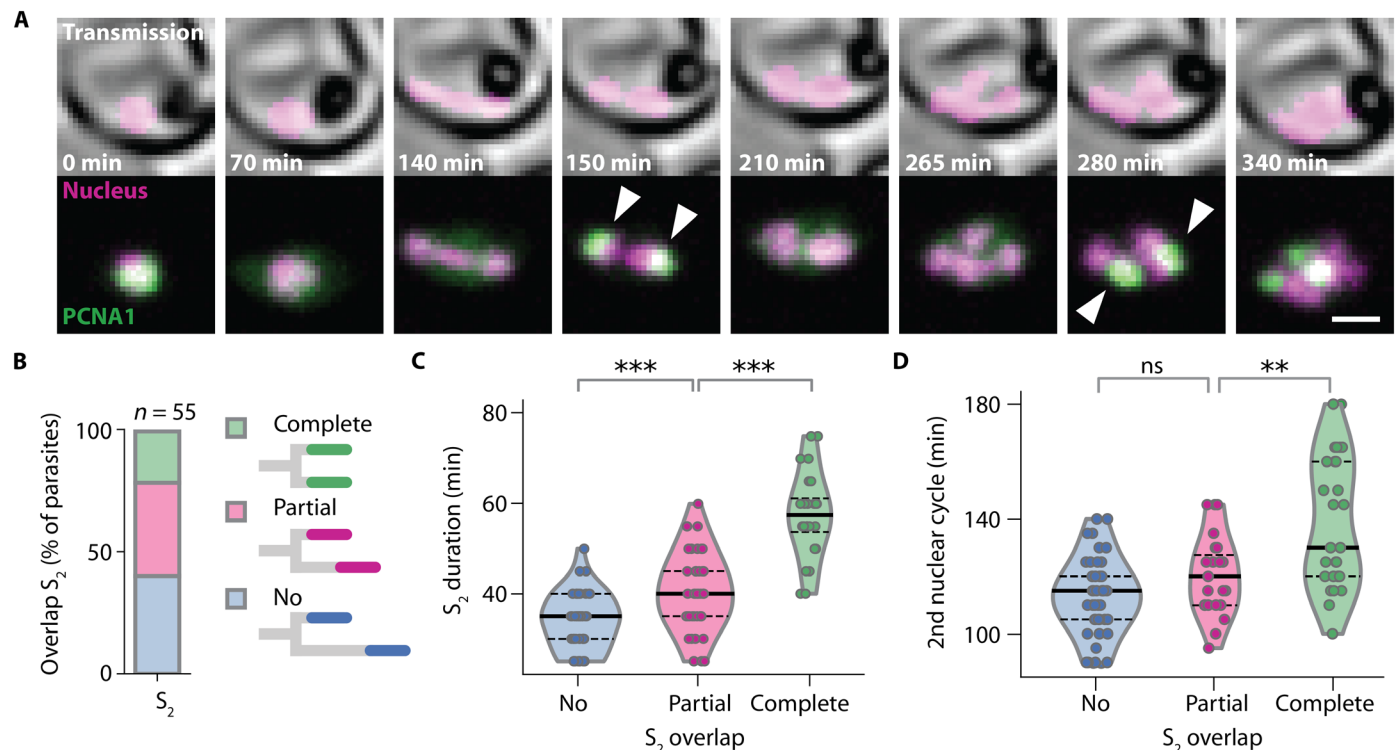 A
Transmission
0 min
70 min
140 min
150 min
210 min
265 min
280 min
340 min
Nucleus
PCNA1
B
Overlap S₂ (% of parasites)
n = 55
100
50
0
S₂
Complete
Partial
No
C
S₂ duration (min)
80
60
40
*** ***
No Partial Complete
S₂ overlap
D
2nd nuclear cycle (min)
180
140
100
ns **
No Partial Complete
S₂ overlap